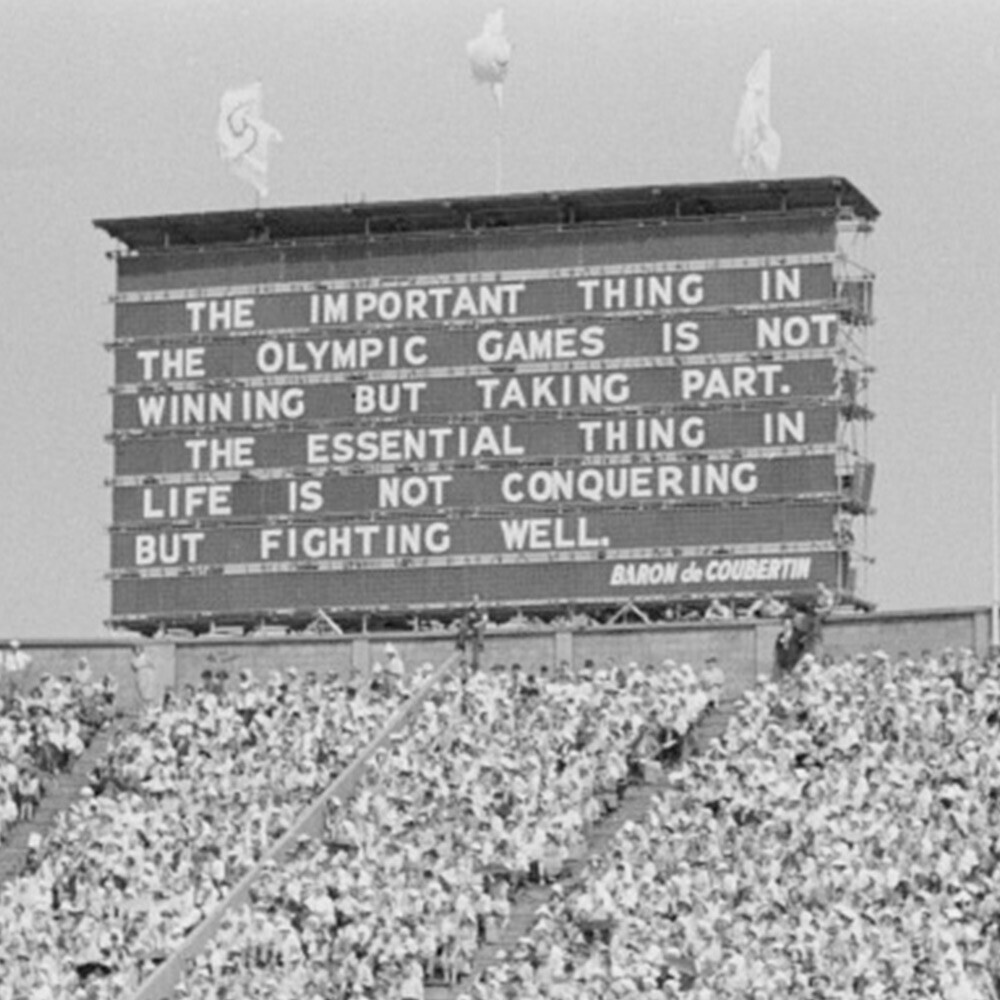 THE IMPORTANT THING IN
THE OLYMPIC GAMES IS NOT
WINNING BUT TAKING PART.
THE ESSENTIAL THING IN
LIFE IS NOT CONQUERING
BUT FIGHTING WELL.
BARON de COUBERTIN